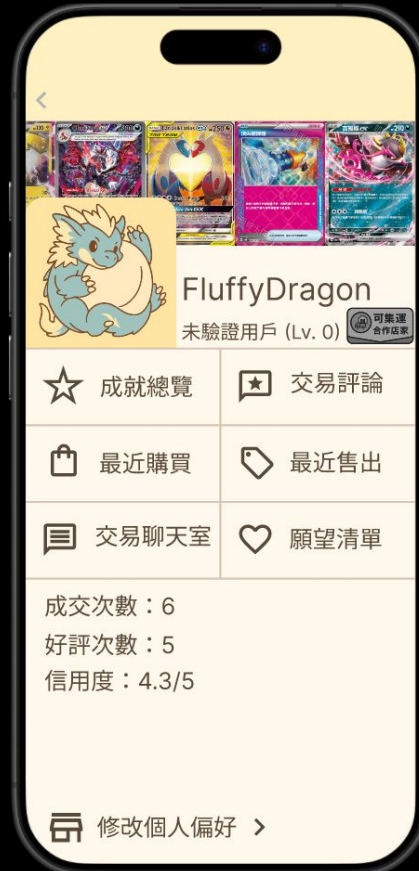 FluffyDragon
未驗證用戶 (Lv. 0)
可集運
合作店家
成就總覽
交易評論
最近購買
最近售出
交易聊天室
願望清單
成交次數：6
好評次數：5
信用度：4.3/5
修改個人偏好